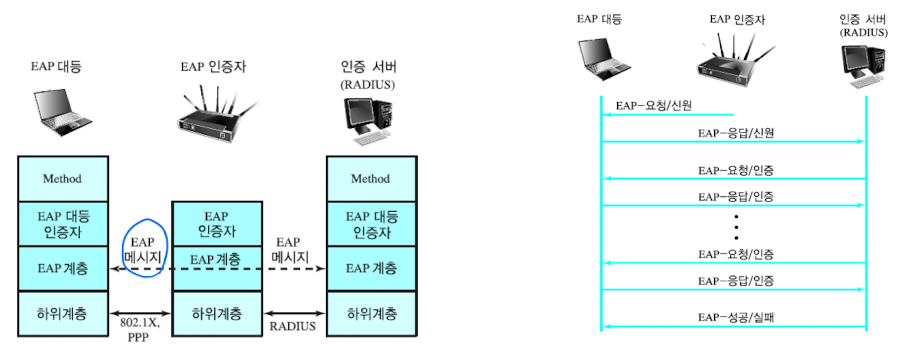 EAP 대등
EAP 인증자
인증 서버
(RADIUS)
Method
EAP 대등
인증자
EAP 계층
하위계층
EAP
메시지
802.1X,
PPP
EAP
인증자
EAP 계층
하위계층
EAP
메시지
RADIUS
Method
EAP 대등
인증자
EAP 계층
하위계층
EAP 대등
EAP 인증자
인증 서버
(RADIUS)
EAP-요청/신원
EAP-응답/신원
EAP-요청/인증
EAP-응답/인증
EAP-요청/인증
EAP-응답/인증
EAP-성공/실패